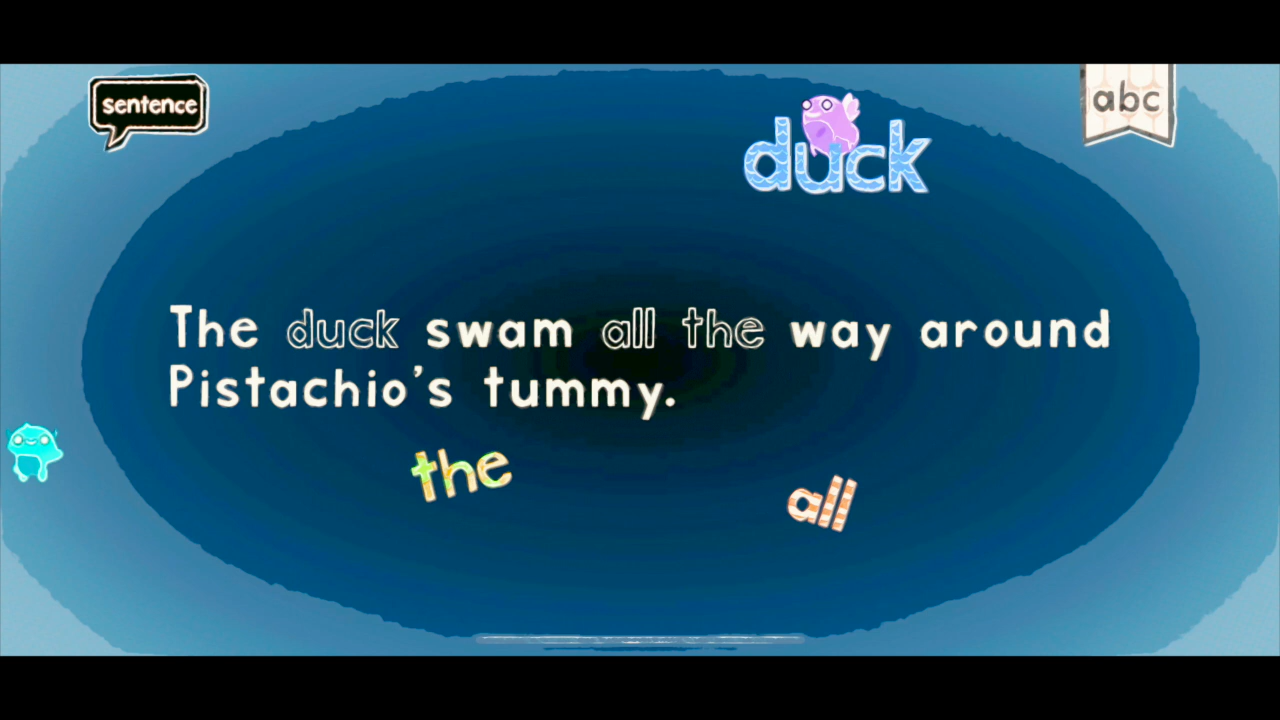 sentence
abc
duck
The duck swam all the way around
Pistachio's tummy.
the
all